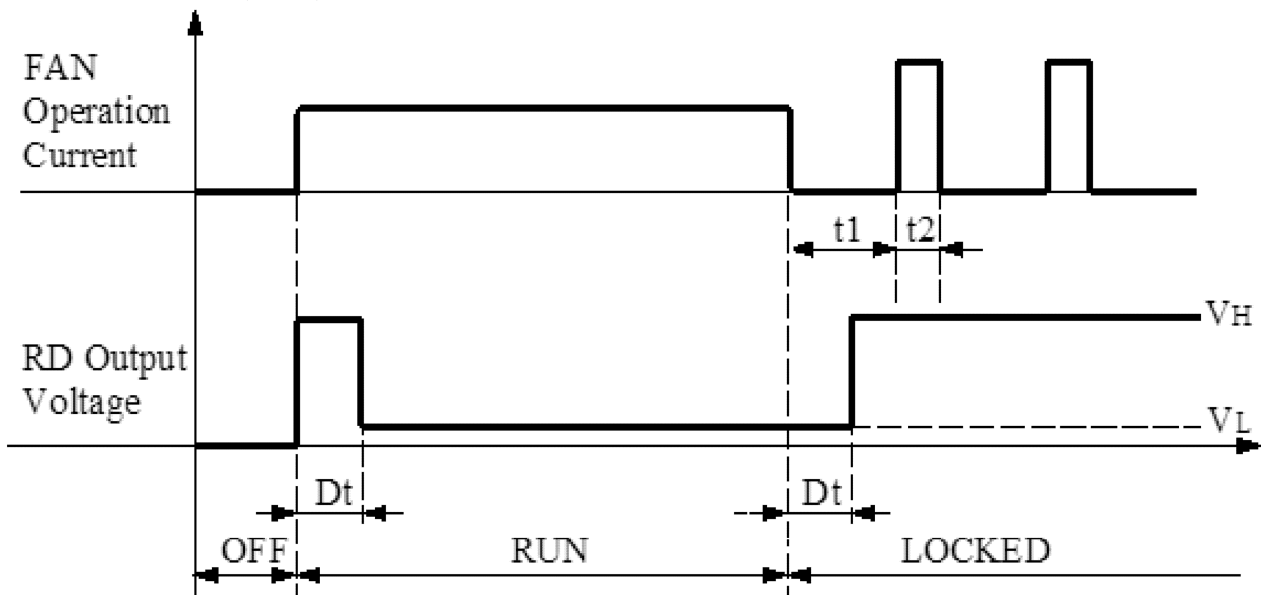 FAN
Operation
Current
t1
t2
VH
RD Output
Voltage
VL
Dt
Dt
OFF
RUN
LOCKED